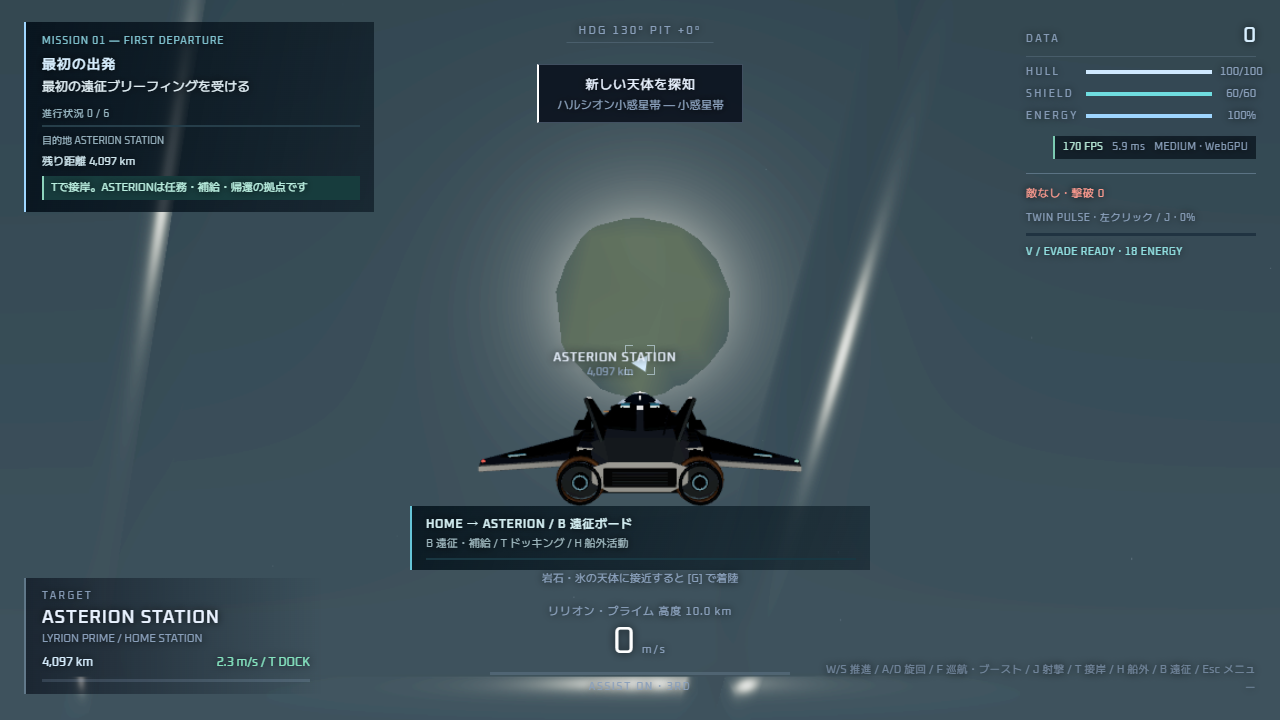 MISSION 01 — FIRST DEPARTURE
最初の出発
最初の遠征ブリーフィングを受ける
進行状況 0 / 6
目的地 ASTERION STATION
残り距離 4,097 km
Tで接岸。ASTERIONは任務・補給・帰還の拠点です
HDG 130° PIT +0°
新しい天体を探知
ハルシオン小惑星帯 — 小惑星帯
DATA 0
HULL 100/100
SHIELD 60/60
ENERGY 100%
170 FPS 5.9 ms MEDIUM · WebGPU
敵なし · 撃破 0
TWIN PULSE · 左クリック / J · 0%
V / EVADE READY · 18 ENERGY
ASTERION STATION
4,097 km
HOME → ASTERION / B 遠征ボード
B 遠征・補給 / T ドッキング / H 船外活動
岩石・氷の天体に接近すると [G] で着陸
リリオン・プライム 高度 10.0 km
0 m/s
TARGET
ASTERION STATION
LYRION PRIME / HOME STATION
4,097 km 2.3 m/s / T DOCK
W/S 推進 / A/D 旋回 / F 巡航・ブースト / J 射撃 / T 接岸 / H 船外 / B 遠征 / Esc メニュー
ASSIST ON